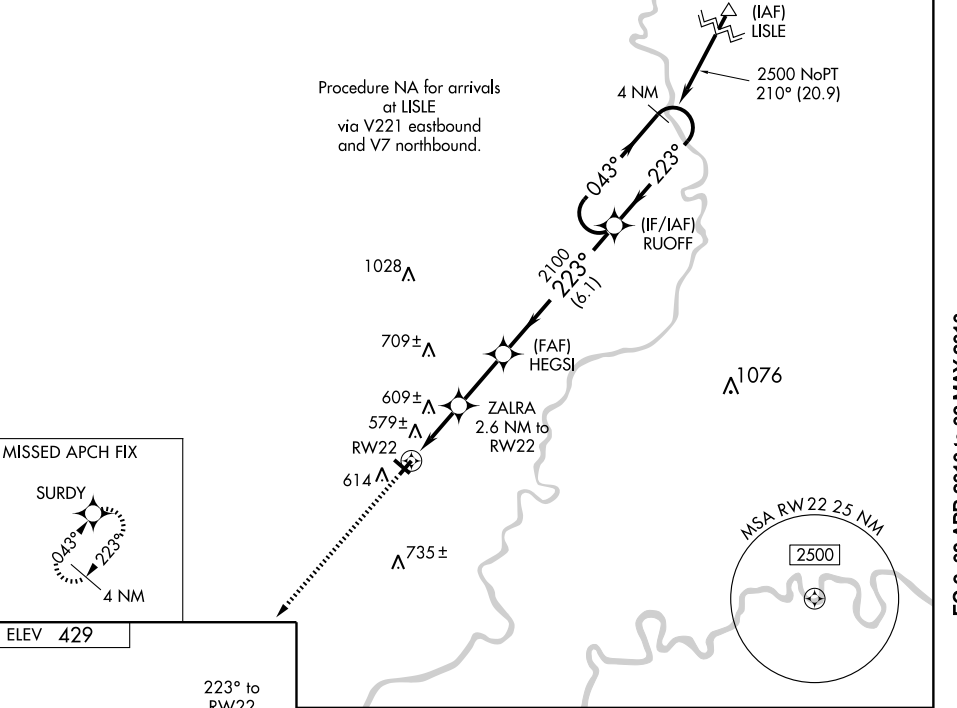 (IAF)
LISLE
2500 NoPT
210° (20.9)
Procedure NA for arrivals
at LISLE
via V221 eastbound
and V7 northbound.
4 NM
043°
223°
(IF/IAF)
RUOFF
2100
223°
(6.1)
1028
709±
(FAF)
HEGSI
1076
609±
ZALRA
2.6 NM to
RW22
579±
RW22
614
735±
MISSED APCH FIX
SURDY
043°
223°
4 NM
MSA RW 22 25 NM
2500
ELEV 429
223° to
RW22